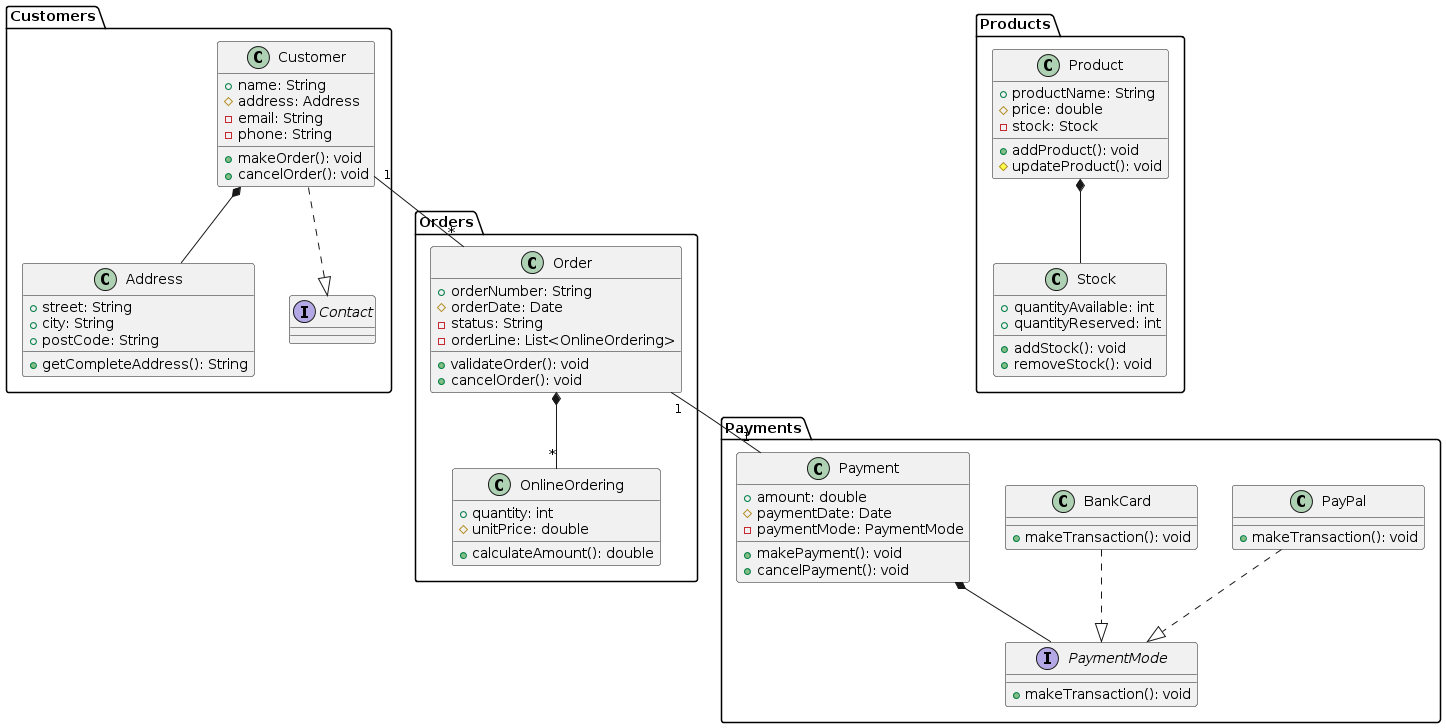 Customers
C Customer
name: String
address: Address
email: String
phone: String
makeOrder(): void
cancelOrder(): void
1
*
C Address
street: String
city: String
postCode: String
getCompleteAddress(): String
I Contact
Orders
C Order
orderNumber: String
orderDate: Date
status: String
orderLine: List<OnlineOrdering>
validateOrder(): void
cancelOrder(): void
1
1
*
C OnlineOrdering
quantity: int
unitPrice: double
calculateAmount(): double
Products
C Product
productName: String
price: double
stock: Stock
addProduct(): void
updateProduct(): void
C Stock
quantityAvailable: int
quantityReserved: int
addStock(): void
removeStock(): void
Payments
C Payment
amount: double
paymentDate: Date
paymentMode: PaymentMode
makePayment(): void
cancelPayment(): void
C BankCard
makeTransaction(): void
C PayPal
makeTransaction(): void
I PaymentMode
makeTransaction(): void